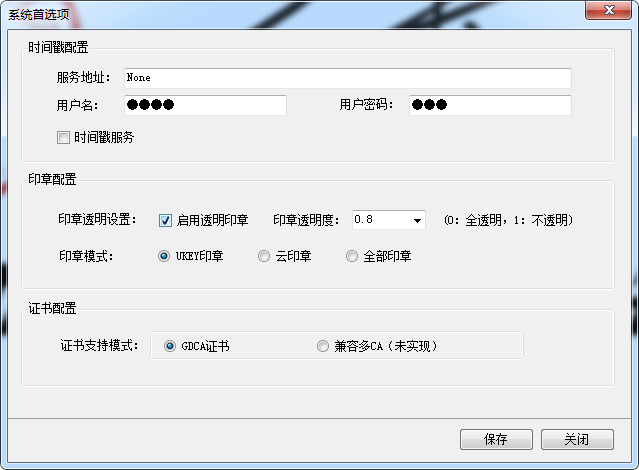 系统首选项
时间戳配置
服务地址： None
用户名： ●●●● 用户密码： ●●●
时间戳服务
印章配置
印章透明设置： 启用透明印章 印章透明度： 0.8 （0：全透明，1：不透明）
印章模式： UKEY印章 云印章 全部印章
证书配置
证书支持模式： GDCA证书 兼容多CA（未实现）
保存 关闭